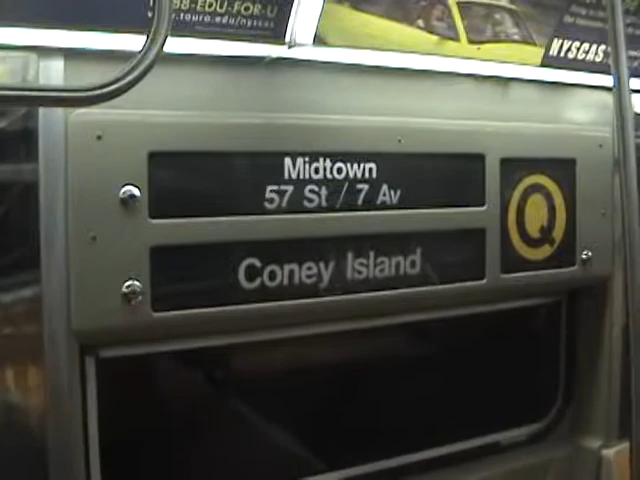 88-EDU-FOR-U
.touro.edu/nyscas
NYSCAS
Midtown
57 St / 7 Av
Q
Coney Island